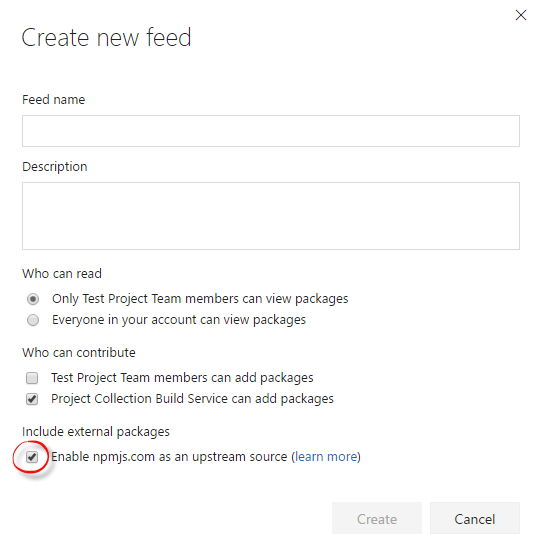 Create new feed
Feed name
Description
Who can read
Only Test Project Team members can view packages
Everyone in your account can view packages
Who can contribute
Test Project Team members can add packages
Project Collection Build Service can add packages
Include external packages
Enable npmjs.com as an upstream source (learn more)
Create
Cancel